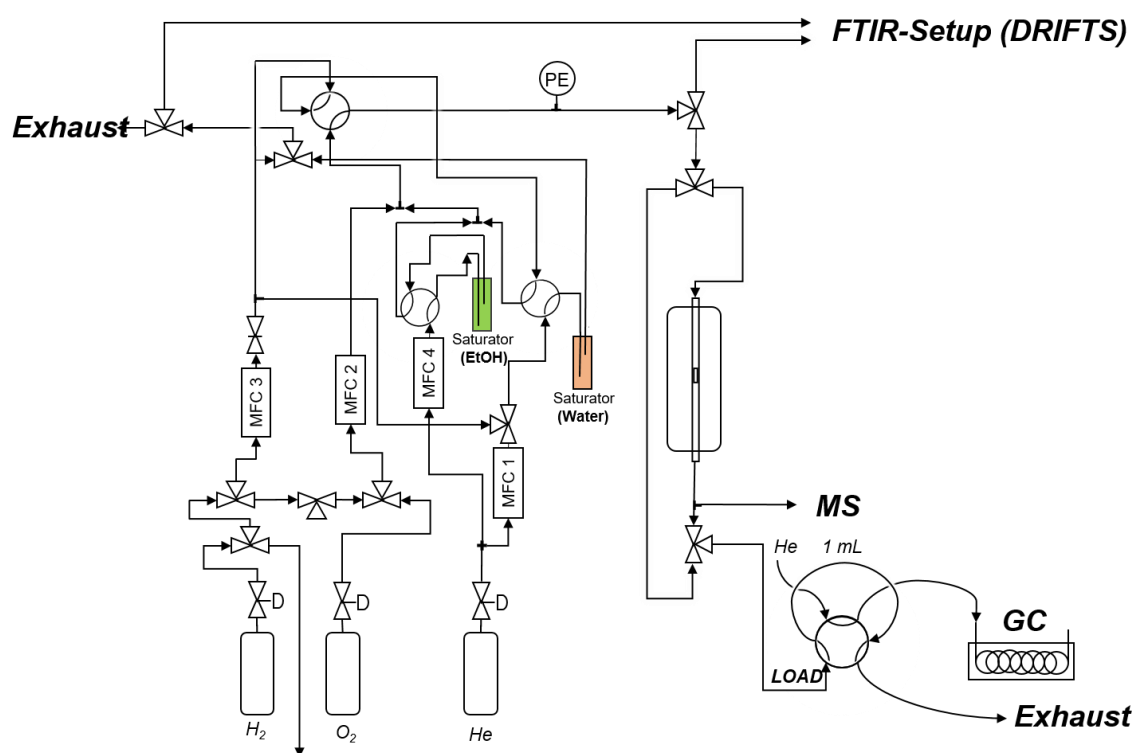 FTIR-Setup (DRIFTS)
PE
Exhaust
Saturator
(EtOH)
MFC 3
MFC 2
MFC 4
Saturator
(Water)
MFC 1
MS
He
1 mL
D
D
D
GC
LOAD
H2
O2
He
Exhaust